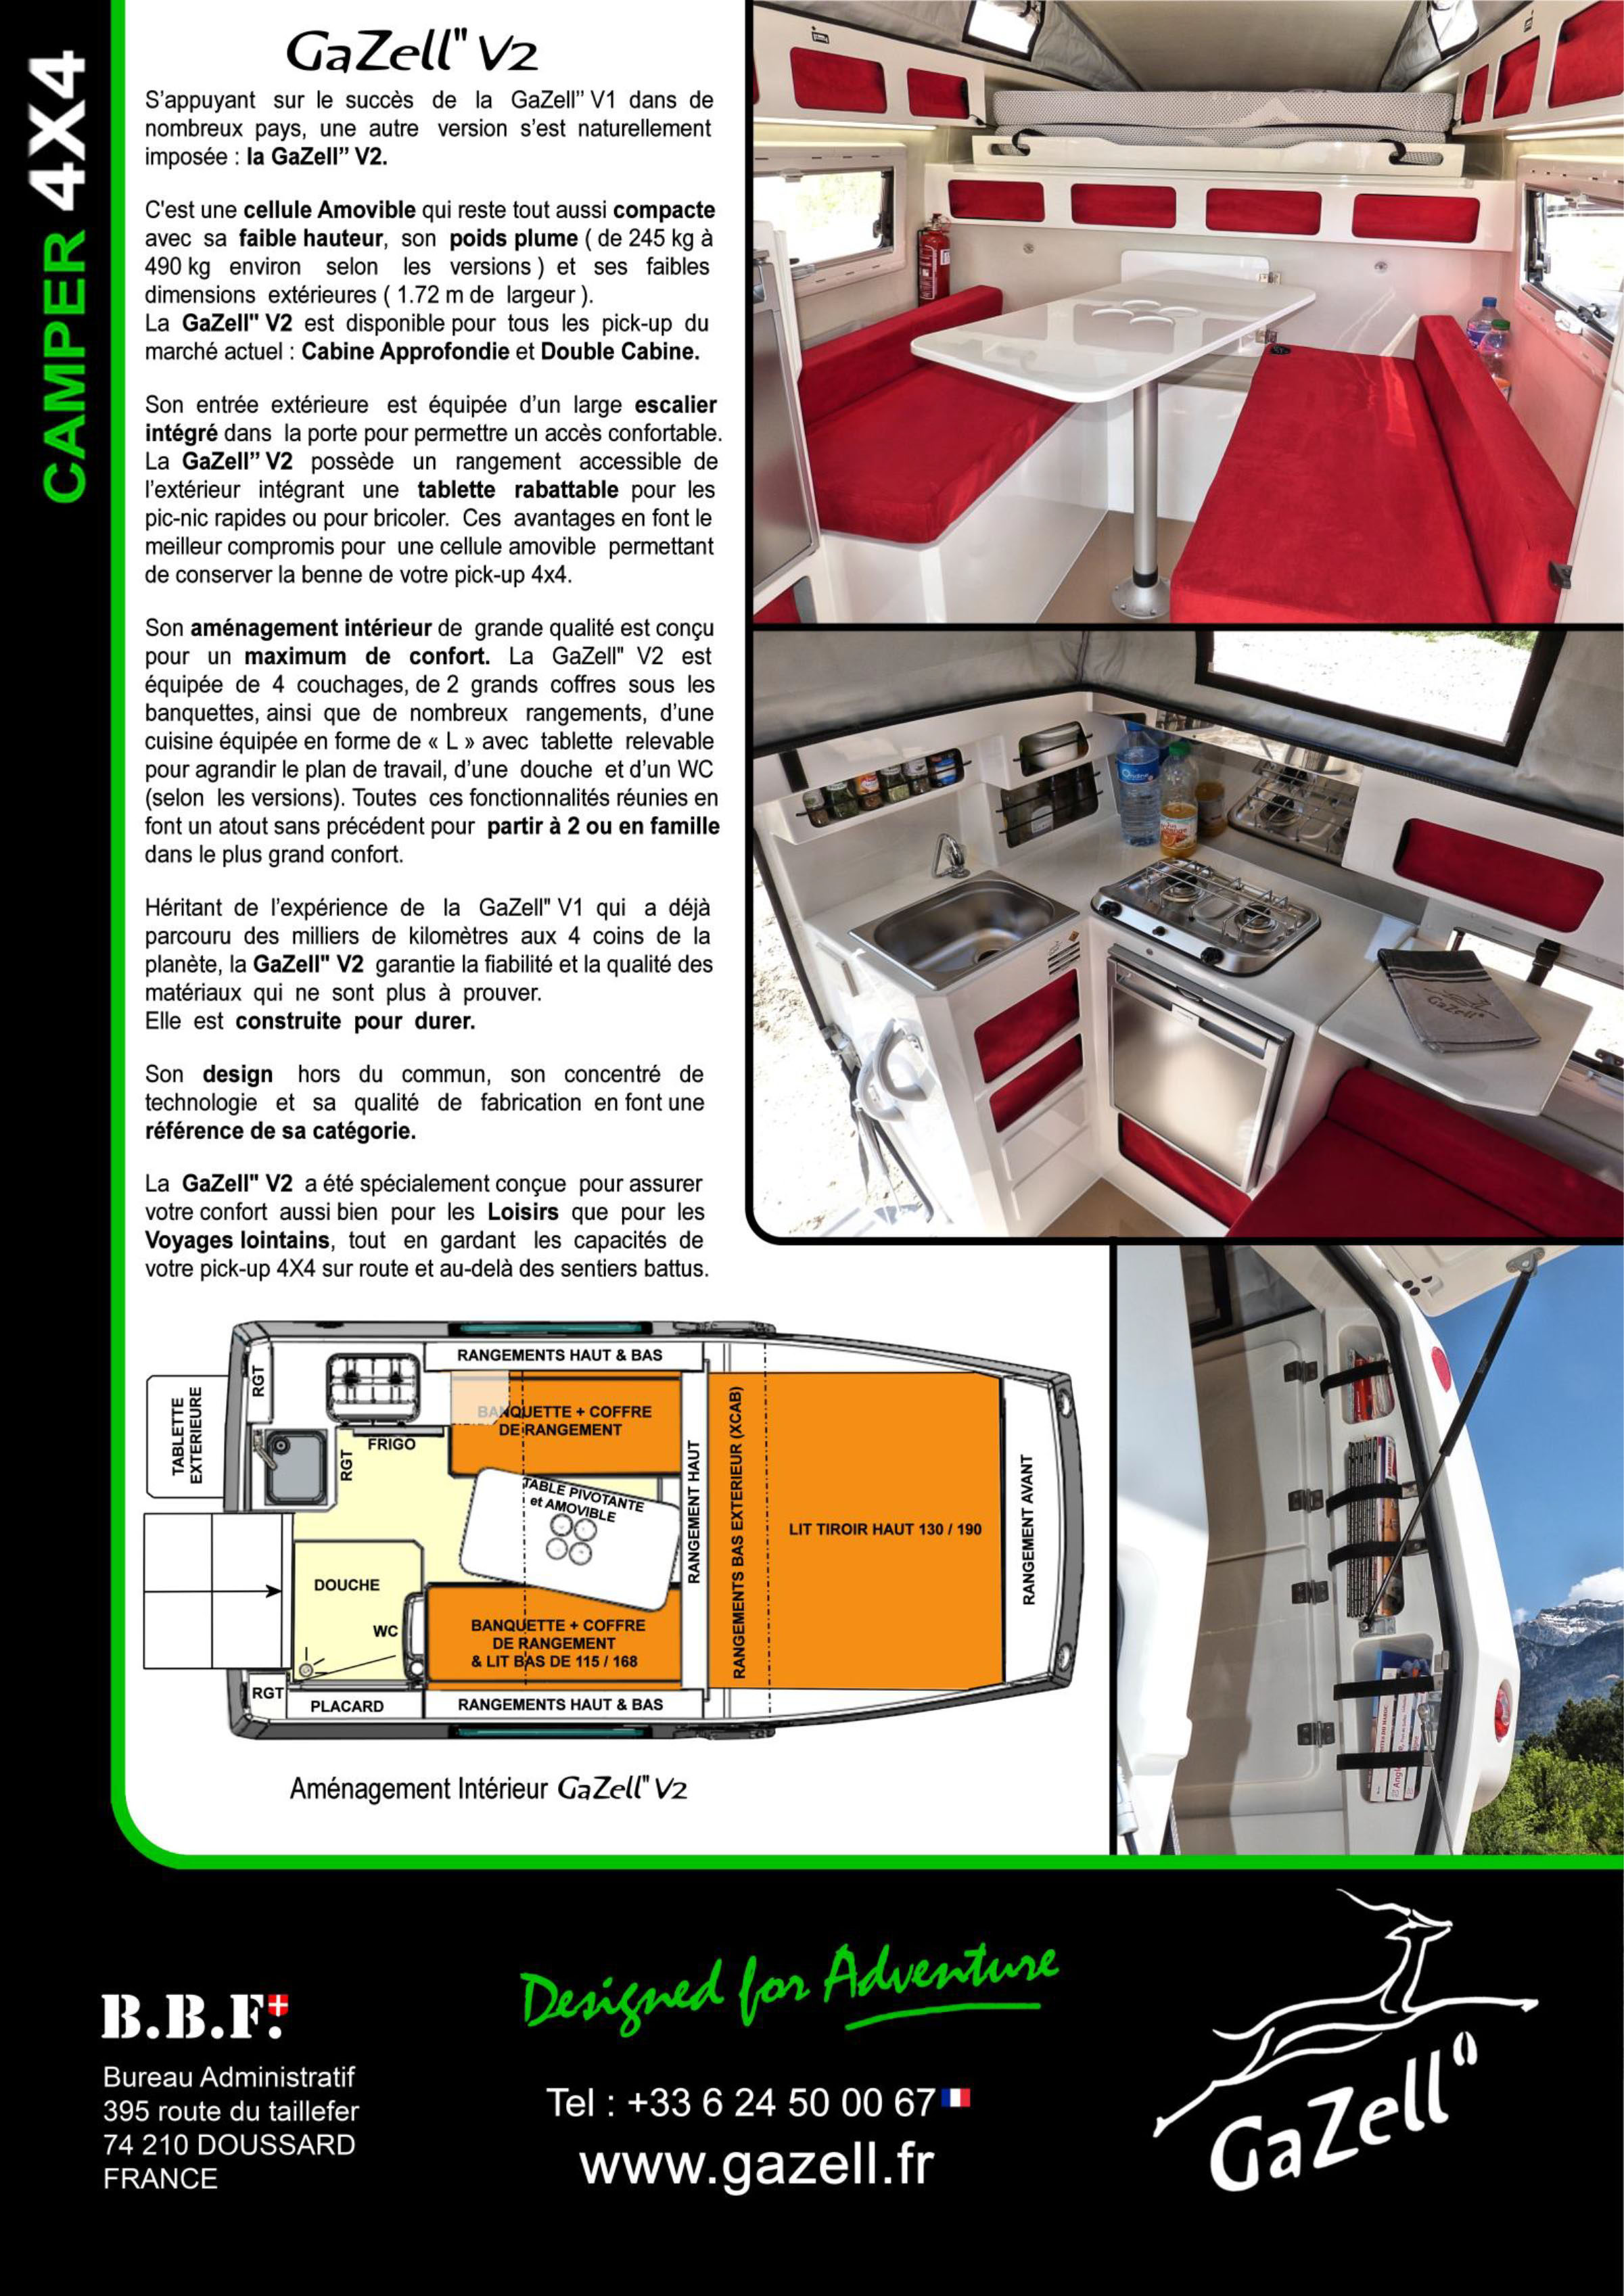 CAMPER 4X4
GaZell" V2
S'appuyant sur le succès de la GaZell" V1 dans de
nombreux pays, une autre version s'est naturellement
imposée : la GaZell" V2.
C'est une cellule Amovible qui reste tout aussi compacte
avec sa faible hauteur, son poids plume ( de 245 kg à
490 kg environ selon les versions ) et ses faibles
dimensions extérieures ( 1.72 m de largeur ).
La GaZell" V2 est disponible pour tous les pick-up du
marché actuel : Cabine Approfondie et Double Cabine.
Son entrée extérieure est équipée d'un large escalier
intégré dans la porte pour permettre un accès confortable.
La GaZell" V2 possède un rangement accessible de
l'extérieur intégrant une tablette rabattable pour les
pic-nic rapides ou pour bricoler. Ces avantages en font le
meilleur compromis pour une cellule amovible permettant
de conserver la benne de votre pick-up 4x4.
Son aménagement intérieur de grande qualité est conçu
pour un maximum de confort. La GaZell" V2 est
équipée de 4 couchages, de 2 grands coffres sous les
banquettes, ainsi que de nombreux rangements, d'une
cuisine équipée en forme de « L » avec tablette relevable
pour agrandir le plan de travail, d'une douche et d'un WC
(selon les versions). Toutes ces fonctionnalités réunies en
font un atout sans précédent pour partir à 2 ou en famille
dans le plus grand confort.
Héritant de l'expérience de la GaZell" V1 qui a déjà
parcouru des milliers de kilomètres aux 4 coins de la
planète, la GaZell" V2 garantie la fiabilité et la qualité des
matériaux qui ne sont plus à prouver.
Elle est construite pour durer.
Son design hors du commun, son concentré de
technologie et sa qualité de fabrication en font une
référence de sa catégorie.
La GaZell" V2 a été spécialement conçue pour assurer
votre confort aussi bien pour les Loisirs que pour les
Voyages lointains, tout en gardant les capacités de
votre pick-up 4X4 sur route et au-delà des sentiers battus.
GaZell"
RANGEMENTS HAUT & BAS
RGT
TABLETTE
EXTERIEURE
BANQUETTE + COFFRE
DE RANGEMENT
FRIGO
RGT
TABLE PIVOTANTE
et AMOVIBLE
RANGEMENT HAUT
RANGEMENTS BAS EXTERIEUR (XCAB)
LIT TIROIR HAUT 130 / 190
RANGEMENT AVANT
DOUCHE
WC
BANQUETTE + COFFRE
DE RANGEMENT
& LIT BAS DE 115 / 168
RGT
PLACARD
RANGEMENTS HAUT & BAS
Aménagement Intérieur GaZell" V2
B.B.F.
Bureau Administratif
395 route du taillefer
74 210 DOUSSARD
FRANCE
Designed for Adventure
Tel : +33 6 24 50 00 67
www.gazell.fr
GaZell"